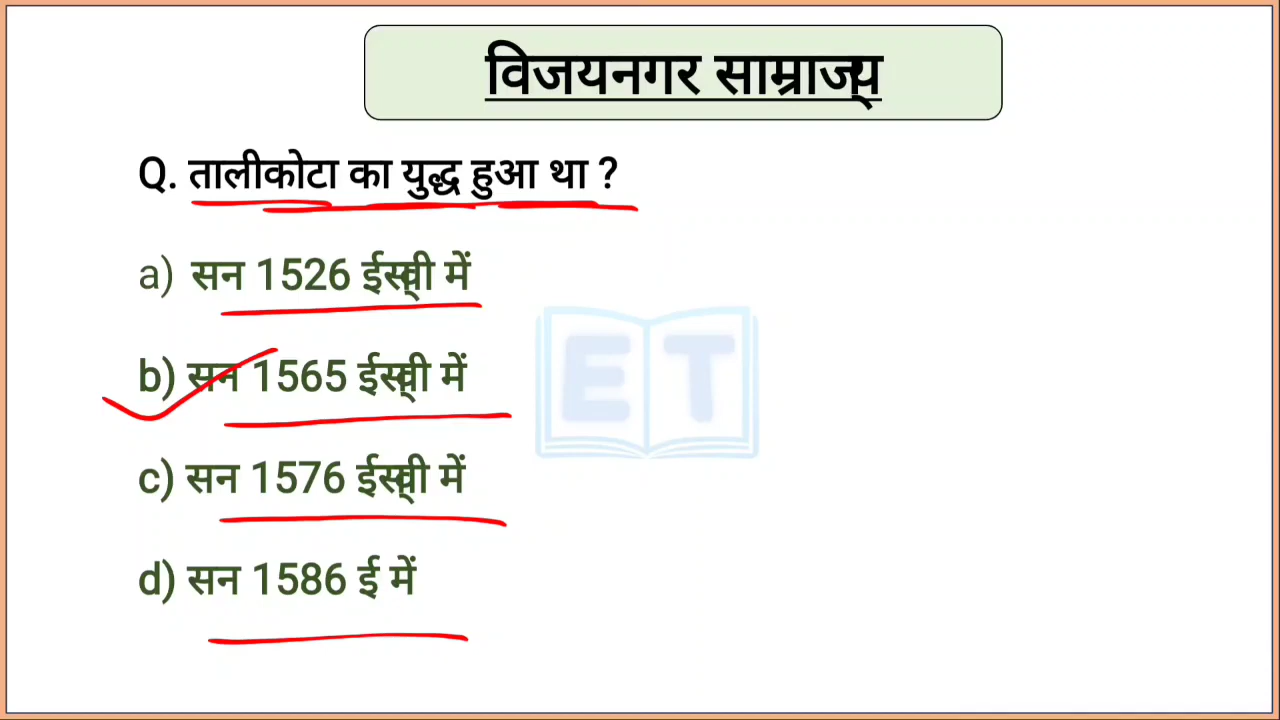 विजयनगर साम्राज्य
Q. तालीकोटा का युद्ध हुआ था ?
a) सन 1526 ईस्वी में
b) सन 1565 ईस्वी में
ET
c) सन 1576 ईस्वी में
d) सन 1586 ई में